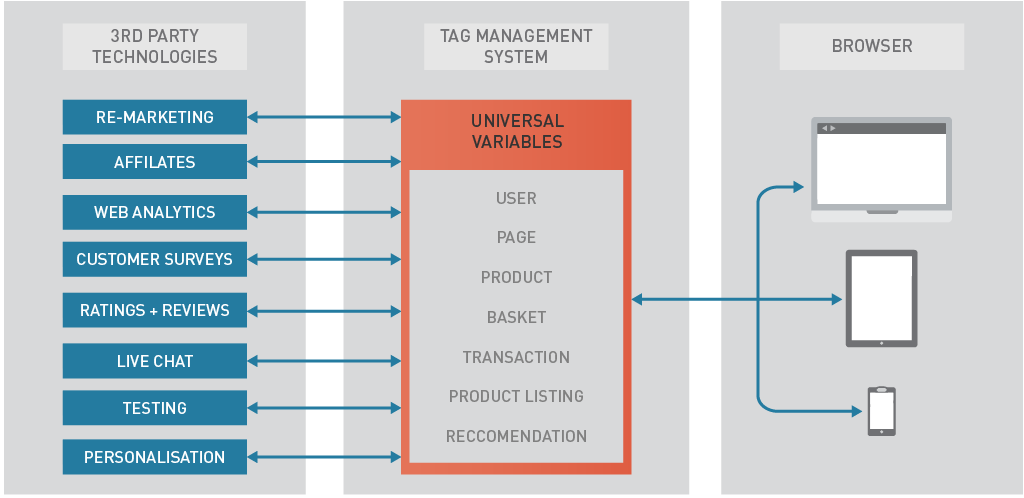 3RD PARTY
TECHNOLOGIES
RE-MARKETING
AFFILATES
WEB ANALYTICS
CUSTOMER SURVEYS
RATINGS + REVIEWS
LIVE CHAT
TESTING
PERSONALISATION
TAG MANAGEMENT
SYSTEM
UNIVERSAL
VARIABLES
USER
PAGE
PRODUCT
BASKET
TRANSACTION
PRODUCT LISTING
RECCOMENDATION
BROWSER